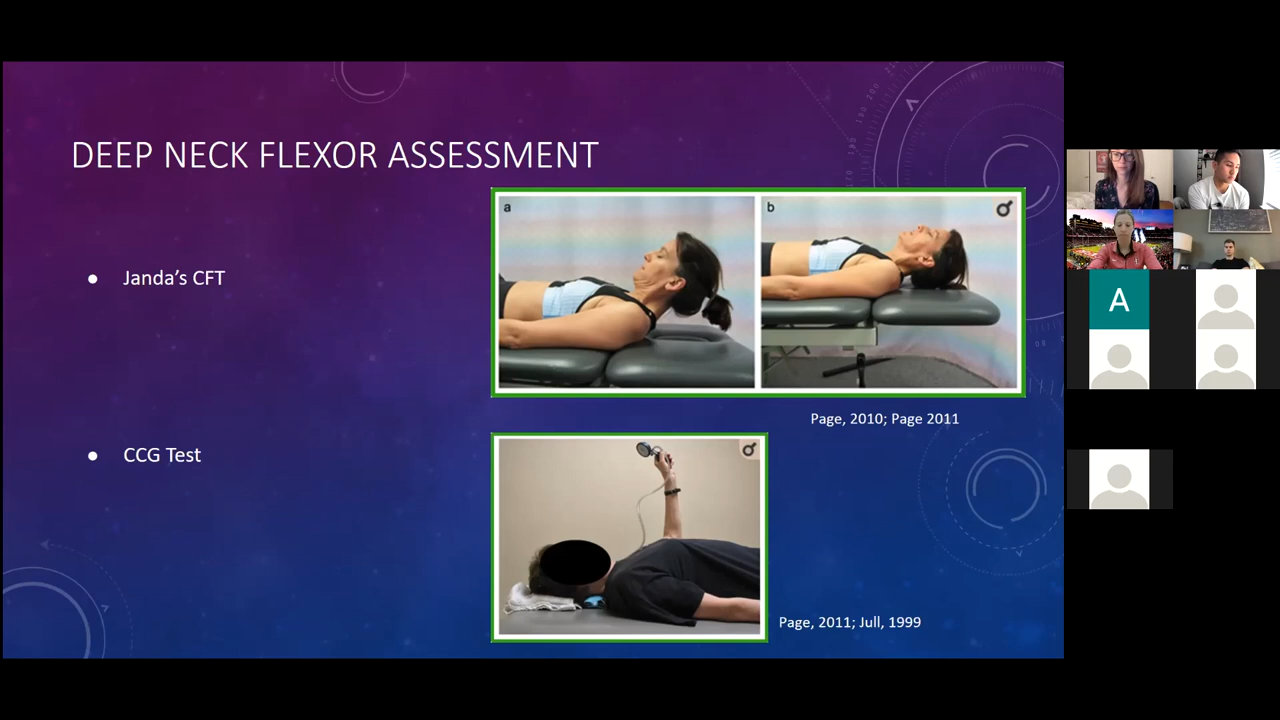 DEEP NECK FLEXOR ASSESSMENT
● Janda’s CFT
a
b
Page, 2010; Page 2011
● CCG Test
Page, 2011; Jull, 1999
A